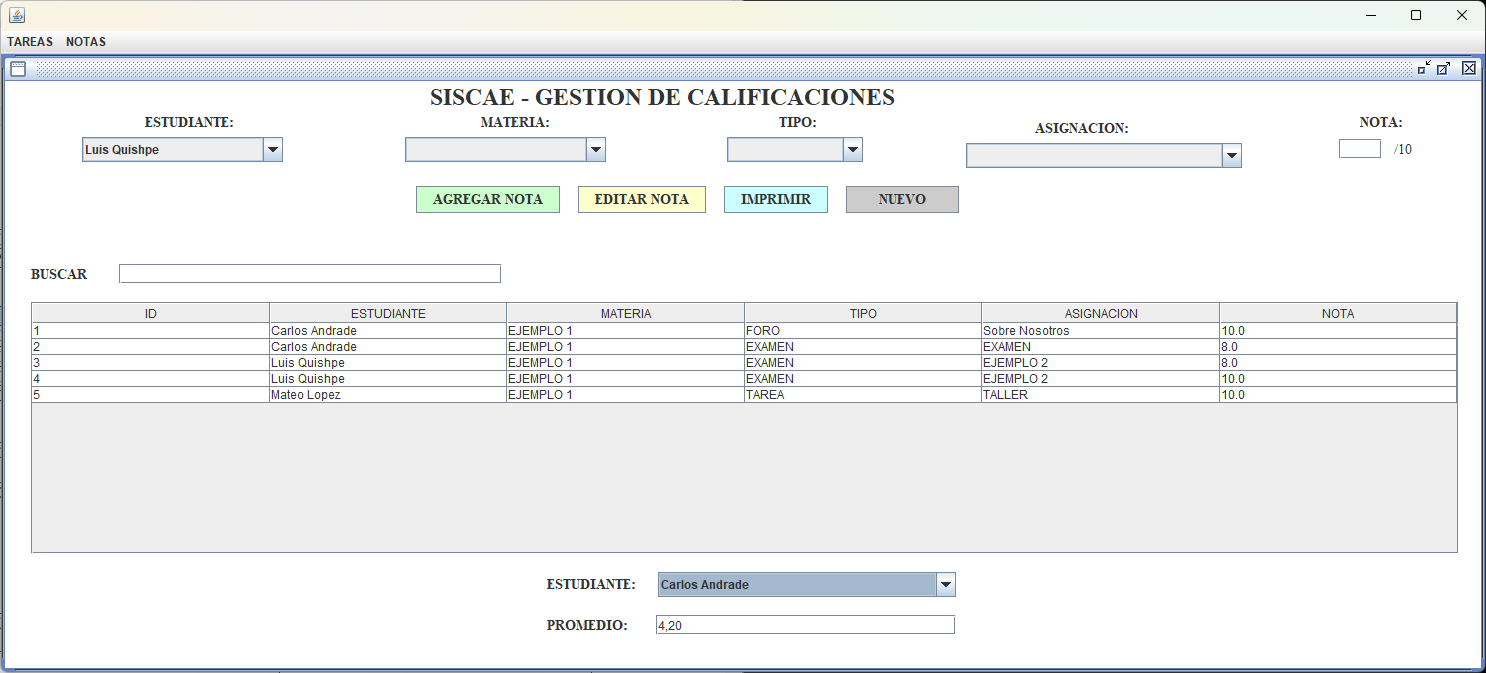 TAREAS NOTAS
SISCAE - GESTION DE CALIFICACIONES
ESTUDIANTE: MATERIA: TIPO: ASIGNACION: NOTA:
Luis Quishpe /10
AGREGAR NOTA EDITAR NOTA IMPRIMIR NUEVO
BUSCAR
ID ESTUDIANTE MATERIA TIPO ASIGNACION NOTA
1 Carlos Andrade EJEMPLO 1 FORO Sobre Nosotros 10.0
2 Carlos Andrade EJEMPLO 1 EXAMEN EXAMEN 8.0
3 Luis Quishpe EJEMPLO 1 EXAMEN EJEMPLO 2 8.0
4 Luis Quishpe EJEMPLO 1 EXAMEN EJEMPLO 2 10.0
5 Mateo Lopez EJEMPLO 1 TAREA TALLER 10.0
ESTUDIANTE: Carlos Andrade
PROMEDIO: 4,20